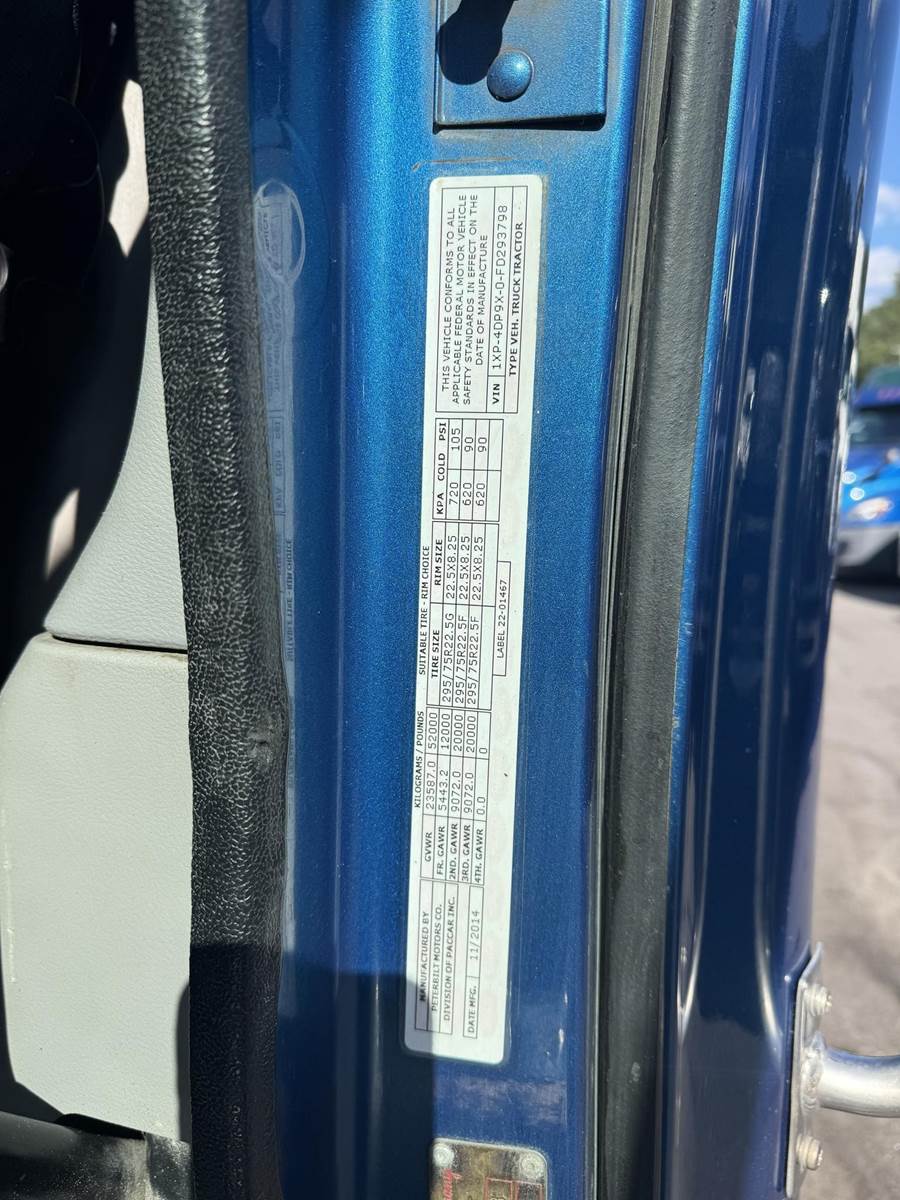 MANUFACTURED BY
PETERBILT MOTORS CO.
DIVISION OF PACCAR INC.
DATE MFG. 11/2014
KILOGRAMS / POUNDS
GVWR 23587.0 52000
FR. GAWR 5443.2 12000
2ND. GAWR 9072.0 20000
3RD. GAWR 9072.0 20000
4TH. GAWR 0.0 0
SUITABLE TIRE - RIM CHOICE
TIRE SIZE RIM SIZE KPA COLD PSI
295/75R22.5G 22.5X8.25 720 105
295/75R22.5F 22.5X8.25 620 90
295/75R22.5F 22.5X8.25 620 90
LABEL 22-01467
THIS VEHICLE CONFORMS TO ALL
APPLICABLE FEDERAL MOTOR VEHICLE
SAFETY STANDARDS IN EFFECT ON THE
DATE OF MANUFACTURE
VIN 1XP-4DP9X-0-FD293798
TYPE VEH. TRUCK TRACTOR